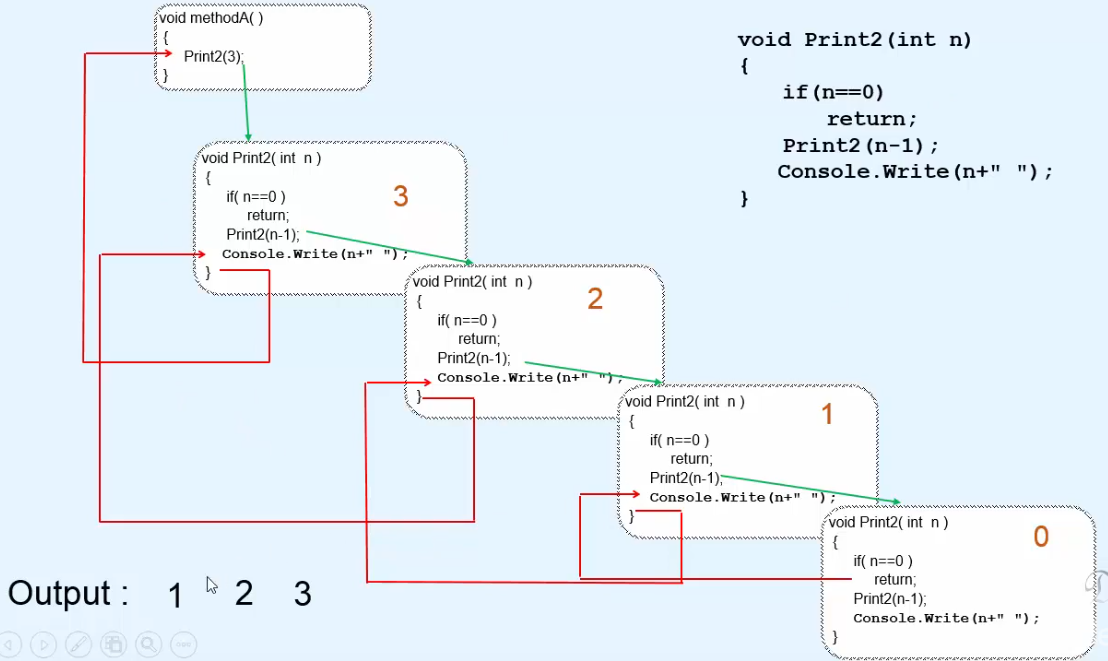 void methodA( )
{
Print2(3);
}
void Print2(int n)
{
if(n==0)
return;
Print2(n-1);
Console.Write(n+" ");
}
void Print2( int n )
{
if( n==0 )
return;
Print2(n-1);
Console.Write(n+" ");
}
3
void Print2( int n )
{
if( n==0 )
return;
Print2(n-1);
Console.Write(n+" ");
}
2
void Print2( int n )
{
if( n==0 )
return;
Print2(n-1);
Console.Write(n+" ");
}
1
void Print2( int n )
{
if( n==0 )
return;
Print2(n-1);
Console.Write(n+" ");
}
0
Output : 1 2 3